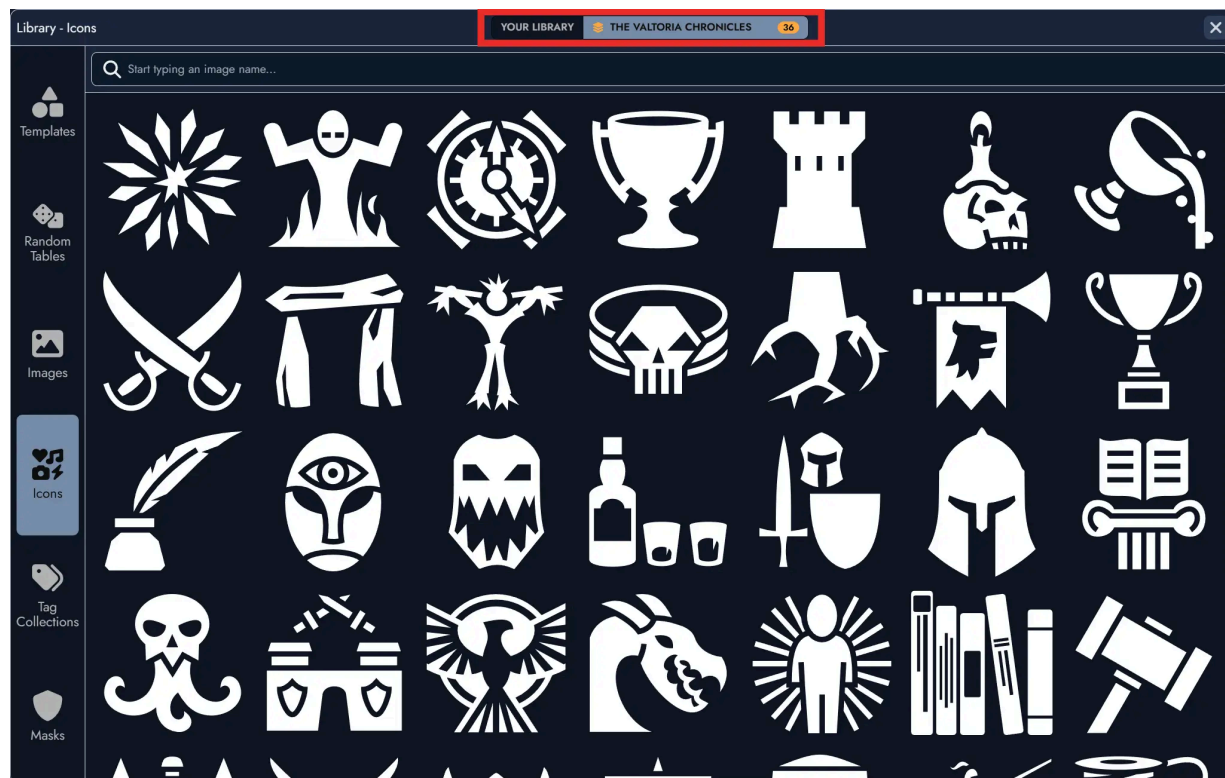 Library - Icons
YOUR LIBRARY
THE VALTORIA CHRONICLES
36
Start typing an image name...
Templates
Random
Tables
Images
Icons
Tag
Collections
Masks